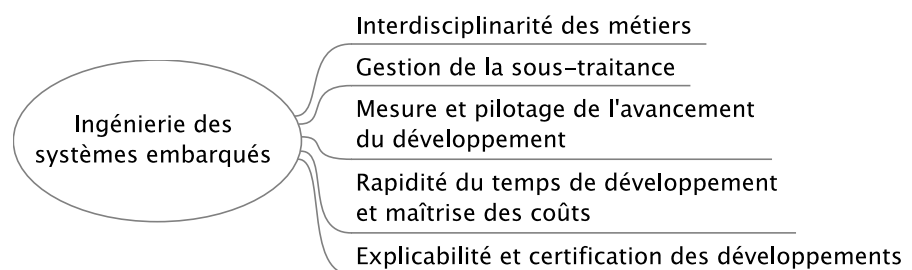 Ingénierie des
systèmes embarqués
Interdisciplinarité des métiers
Gestion de la sous-traitance
Mesure et pilotage de l'avancement
du développement
Rapidité du temps de développement
et maîtrise des coûts
Explicabilité et certification des développements